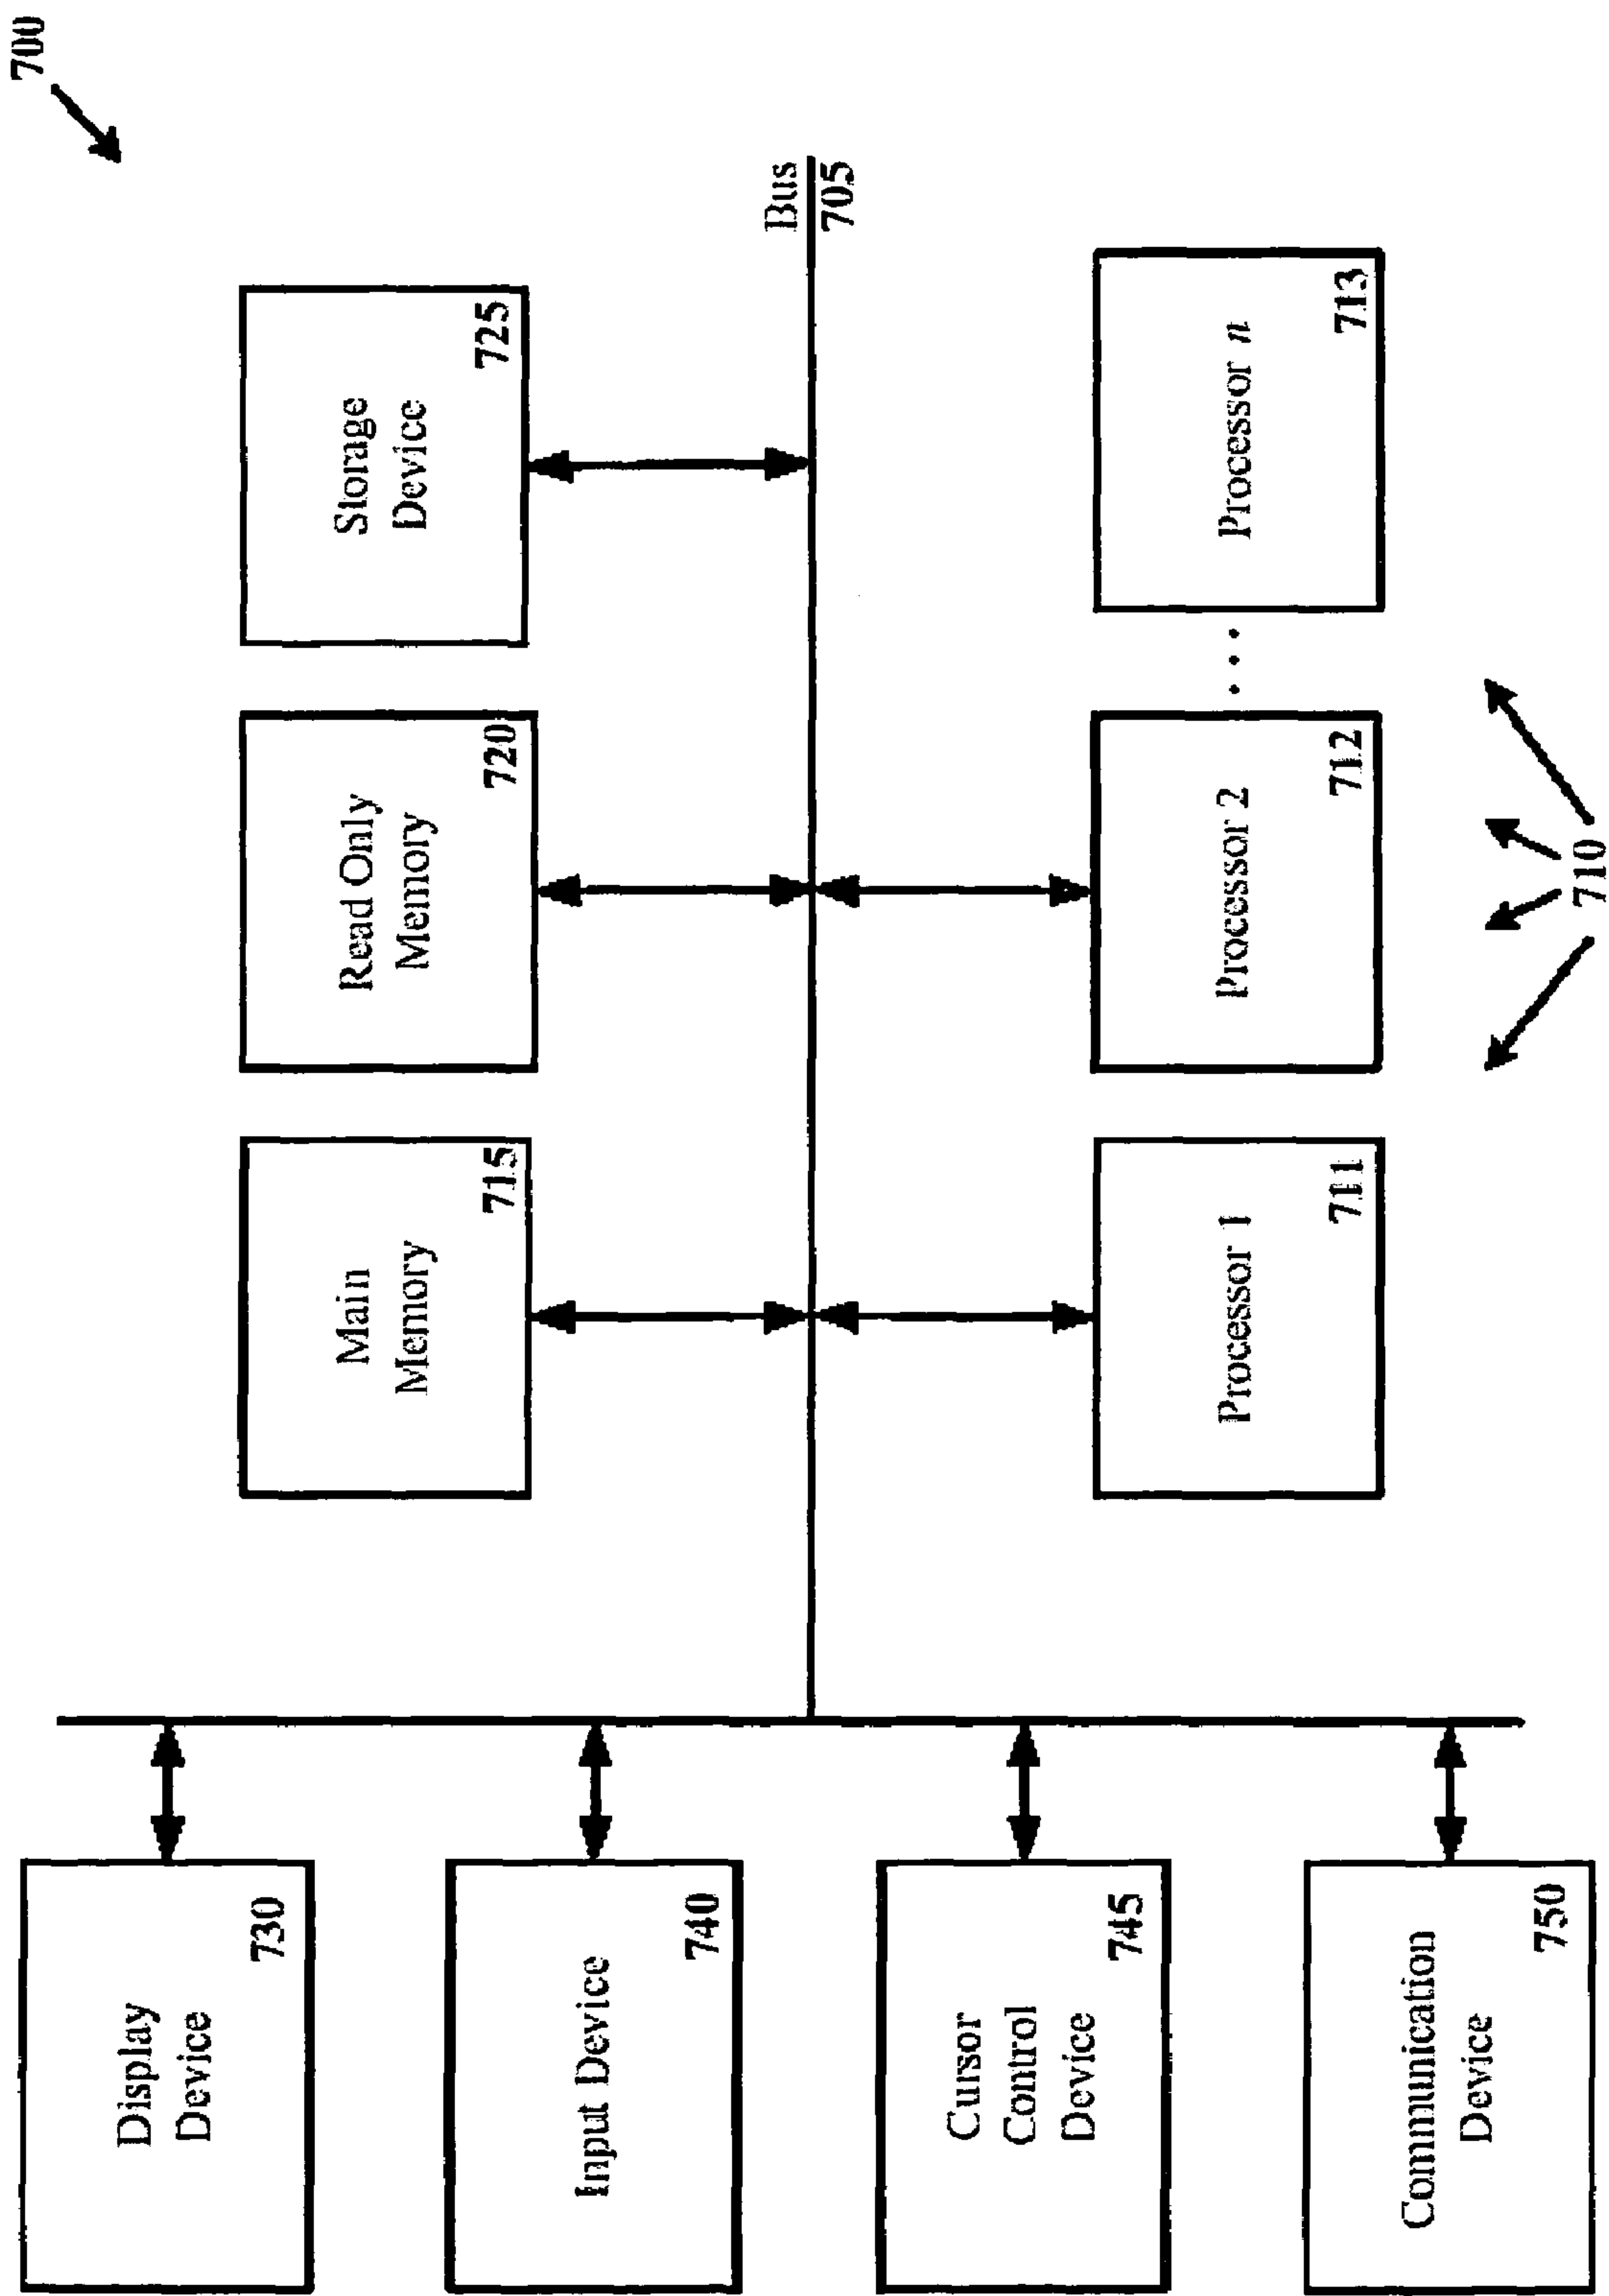 700
Display
Device
730
Input Device
740
Cursor
Control
Device
745
Communication
Device
750
Main
Memory
715
Read Only
Memory
720
Storage
Device
725
Bus
705
Processor 1
711
Processor 2
712
. . .
Processor n
713
710